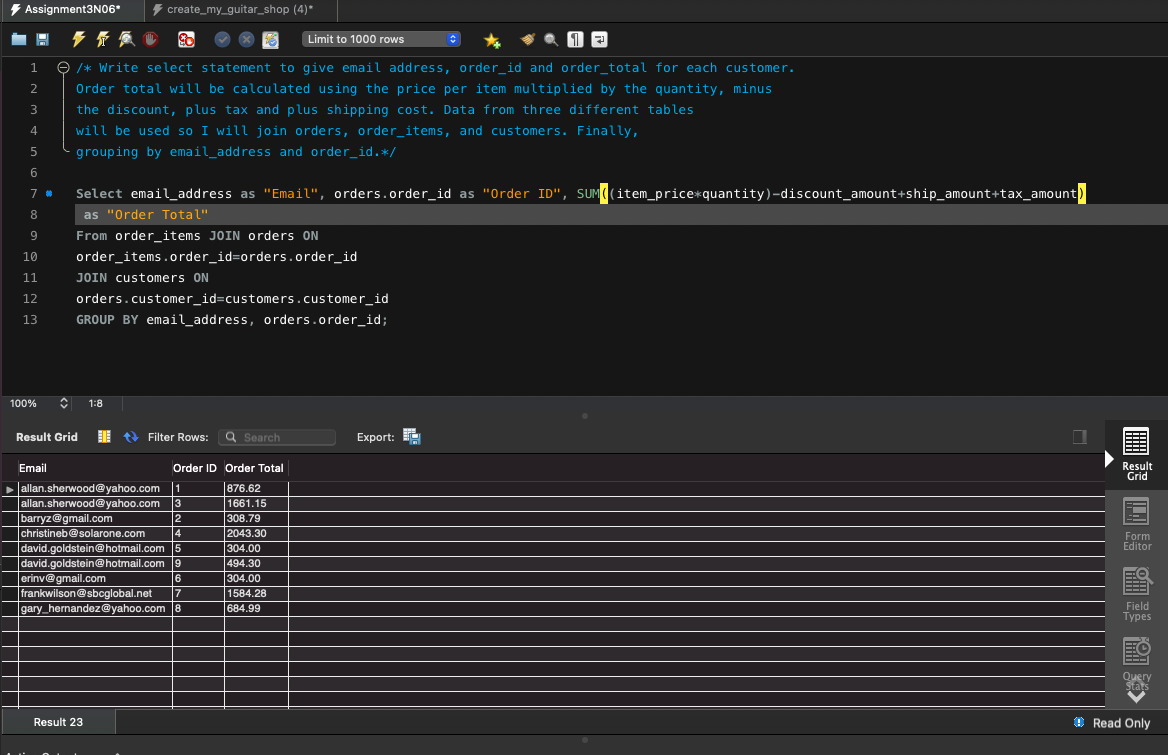 Assignment3N06*
create_my_guitar_shop (4)*
Limit to 1000 rows
1 /* Write select statement to give email address, order_id and order_total for each customer.
2 Order total will be calculated using the price per item multiplied by the quantity, minus
3 the discount, plus tax and plus shipping cost. Data from three different tables
4 will be used so I will join orders, order_items, and customers. Finally,
5 grouping by email_address and order_id.*/
6
7 Select email_address as "Email", orders.order_id as "Order ID", SUM((item_price*quantity)-discount_amount+ship_amount+tax_amount)
8 as "Order Total"
9 From order_items JOIN orders ON
10 order_items.order_id=orders.order_id
11 JOIN customers ON
12 orders.customer_id=customers.customer_id
13 GROUP BY email_address, orders.order_id;
100% 1:8
Result Grid Filter Rows: Search Export:
Email Order ID Order Total
allan.sherwood@yahoo.com 1 876.62
allan.sherwood@yahoo.com 3 1661.15
barryz@gmail.com 2 308.79
christineb@solarone.com 4 2043.30
david.goldstein@hotmail.com 5 304.00
david.goldstein@hotmail.com 9 494.30
erinv@gmail.com 6 304.00
frankwilson@sbcglobal.net 7 1584.28
gary_hernandez@yahoo.com 8 684.99
Result
Grid
Form
Editor
Field
Types
Query
Stats
Result 23
Read Only